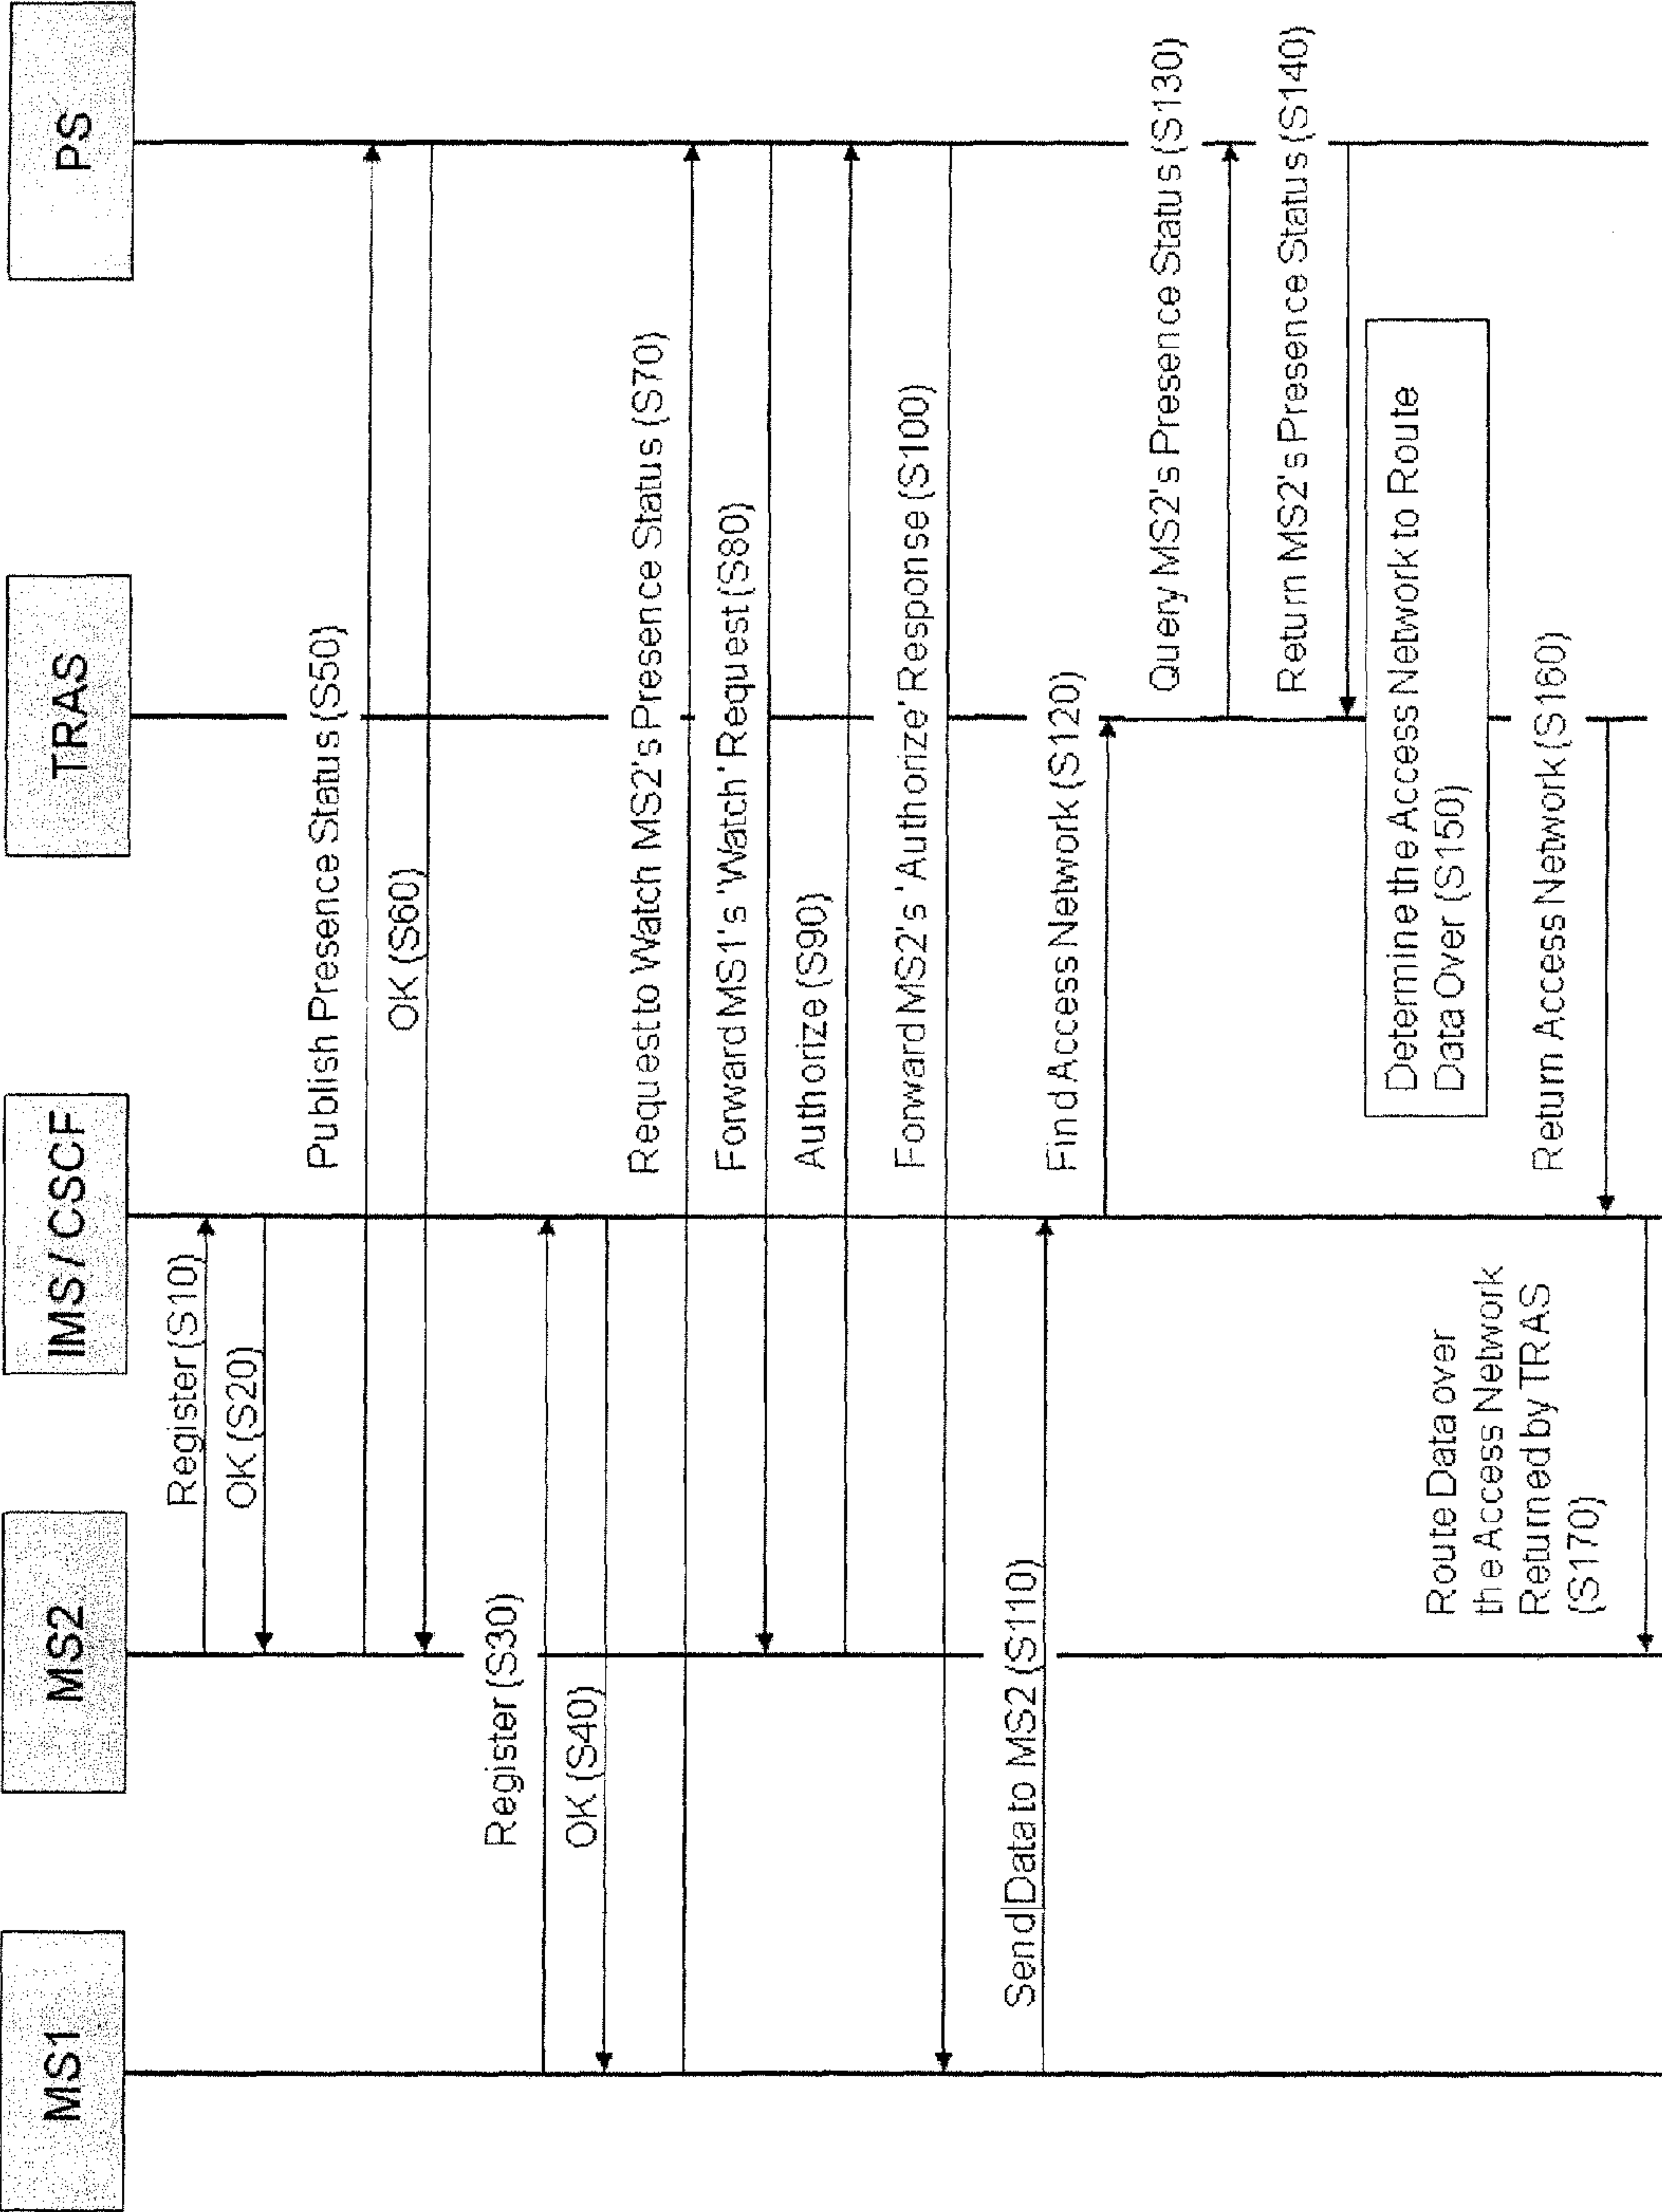 MS1
MS2
IMS/CSCF
TRAS
PS
Register (S10)
OK (S20)
Publish Presence Status (S50)
OK (S60)
Register (S30)
OK (S40)
Request to Watch MS2's Presence Status (S70)
Forward MS1's 'Watch' Request (S80)
Authorize (S90)
Forward MS2's 'Authorize' Response (S100)
Send Data to MS2 (S110)
Find Access Network (S120)
Query MS2's Presence Status (S130)
Return MS2's Presence Status (S140)
Determine the Access Network to Route
Data Over (S150)
Return Access Network (S160)
Route Data over
the Access Network
Returned by TRAS
(S170)